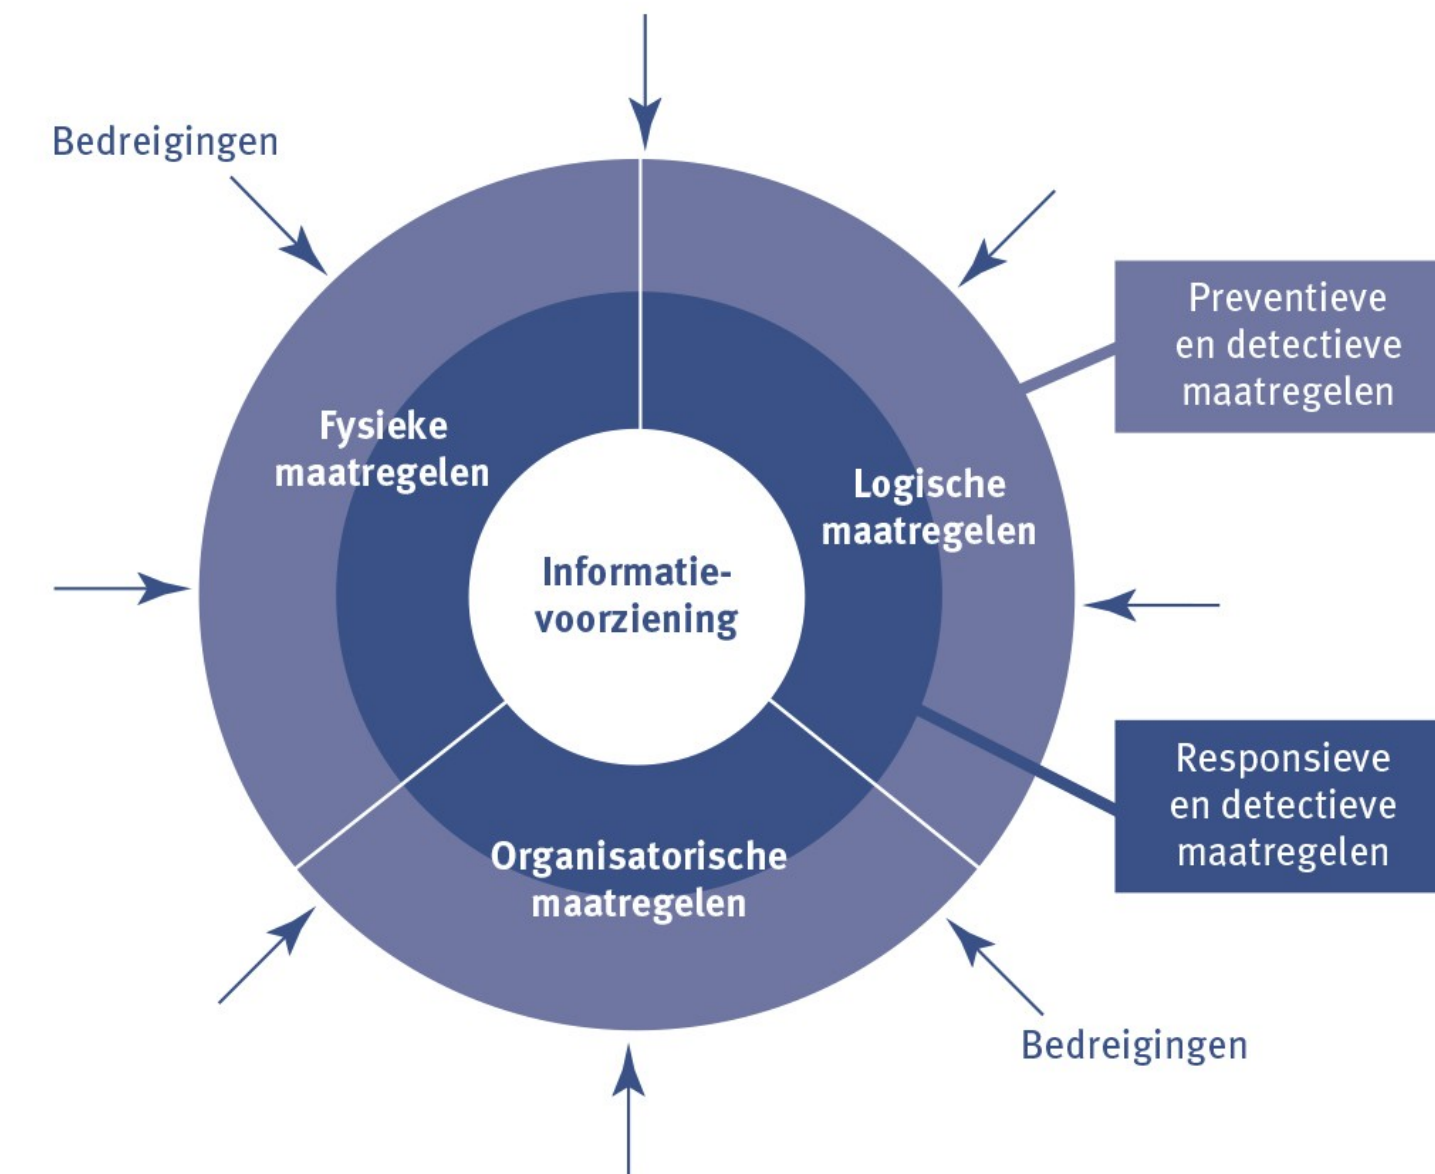 Bedreigingen
Preventieve
en detectieve
maatregelen
Fysieke
maatregelen
Logische
maatregelen
Informatie-
voorziening
Responsieve
en detectieve
maatregelen
Organisatorische
maatregelen
Bedreigingen